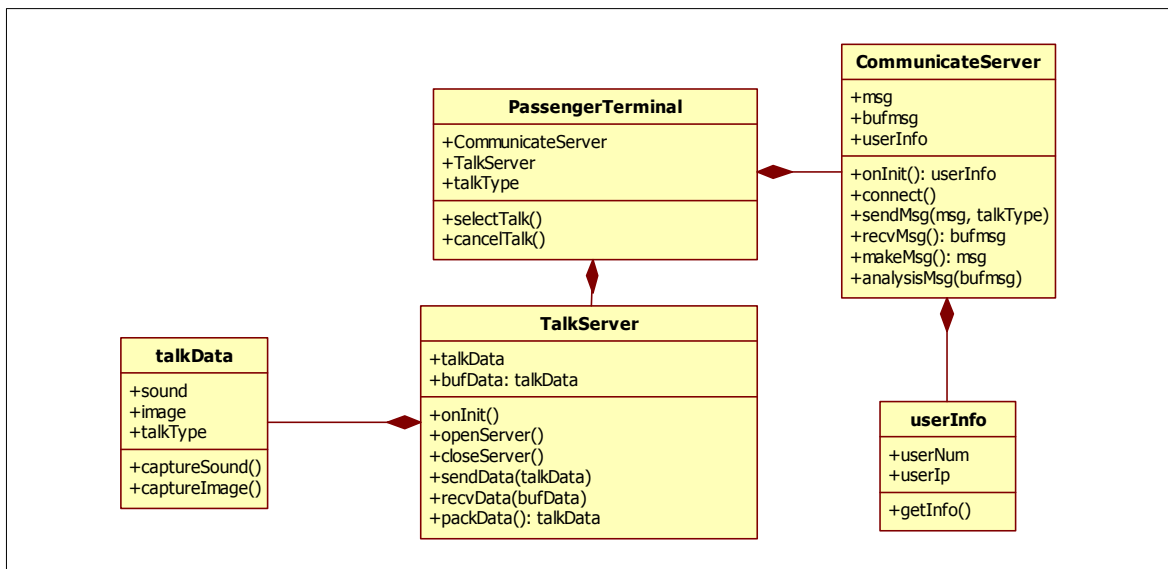 CommunicateServer
+msg
+bufmsg
+userInfo
+onInit(): userInfo
+connect()
+sendMsg(msg, talkType)
+recvMsg(): bufmsg
+makeMsg(): msg
+analysisMsg(bufmsg)
PassengerTerminal
+CommunicateServer
+TalkServer
+talkType
+selectTalk()
+cancelTalk()
TalkServer
+talkData
+bufData: talkData
+onInit()
+openServer()
+closeServer()
+sendData(talkData)
+recvData(bufData)
+packData(): talkData
talkData
+sound
+image
+talkType
+captureSound()
+captureImage()
userInfo
+userNum
+userIp
+getInfo()